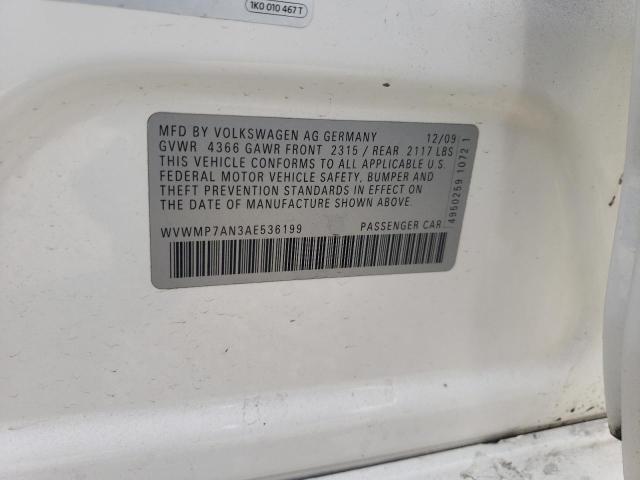 1K0 010 467 T
MFD BY VOLKSWAGEN AG GERMANY 12/09
GVWR 4366 GAWR FRONT 2315 / REAR 2117 LBS
THIS VEHICLE CONFORMS TO ALL APPLICABLE U.S.
FEDERAL MOTOR VEHICLE SAFETY, BUMPER AND
THEFT PREVENTION STANDARDS IN EFFECT ON
THE DATE OF MANUFACTURE SHOWN ABOVE.
WVWMP7AN3AE536199 PASSENGER CAR
4950259 1072 1